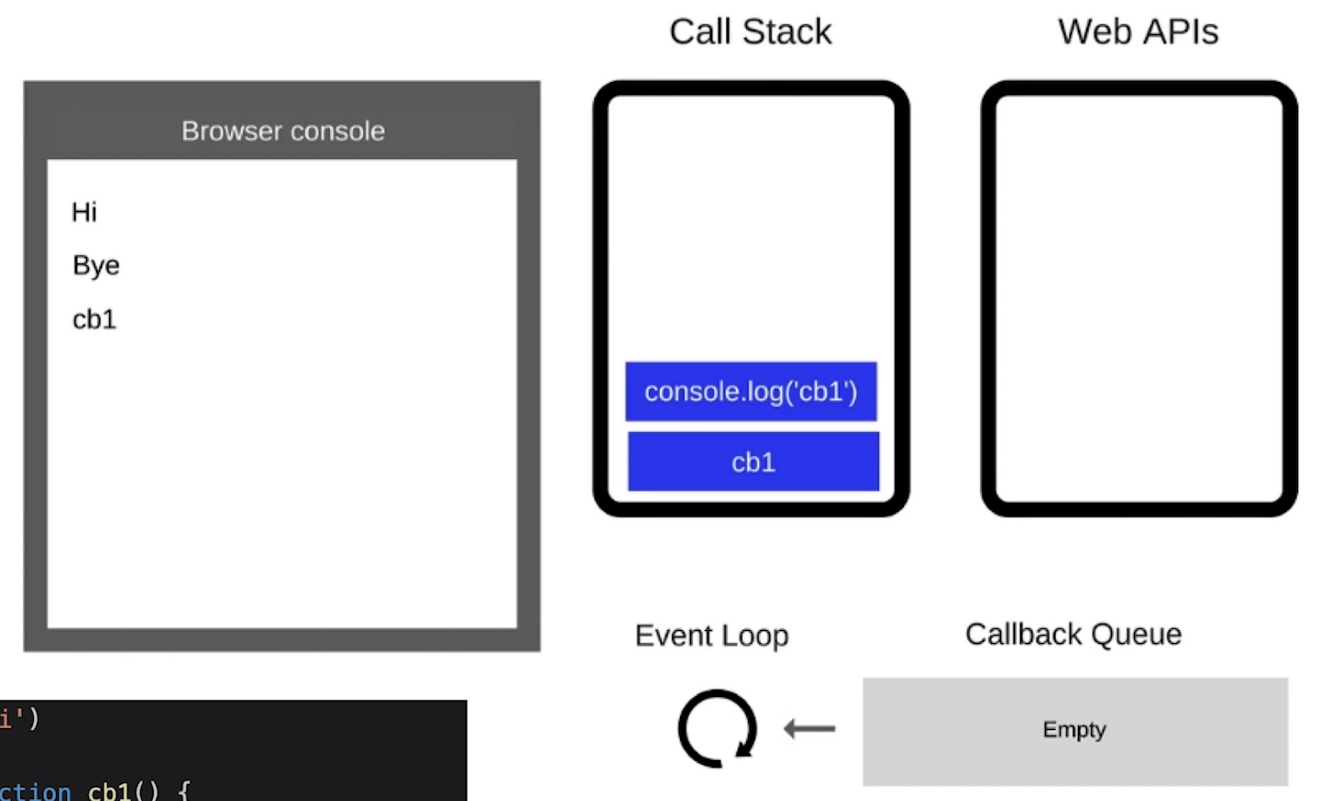 Call Stack
Web APIs
Browser console
Hi
Bye
cb1
console.log('cb1')
cb1
Event Loop
Callback Queue
Empty
i')
ction cb1() {